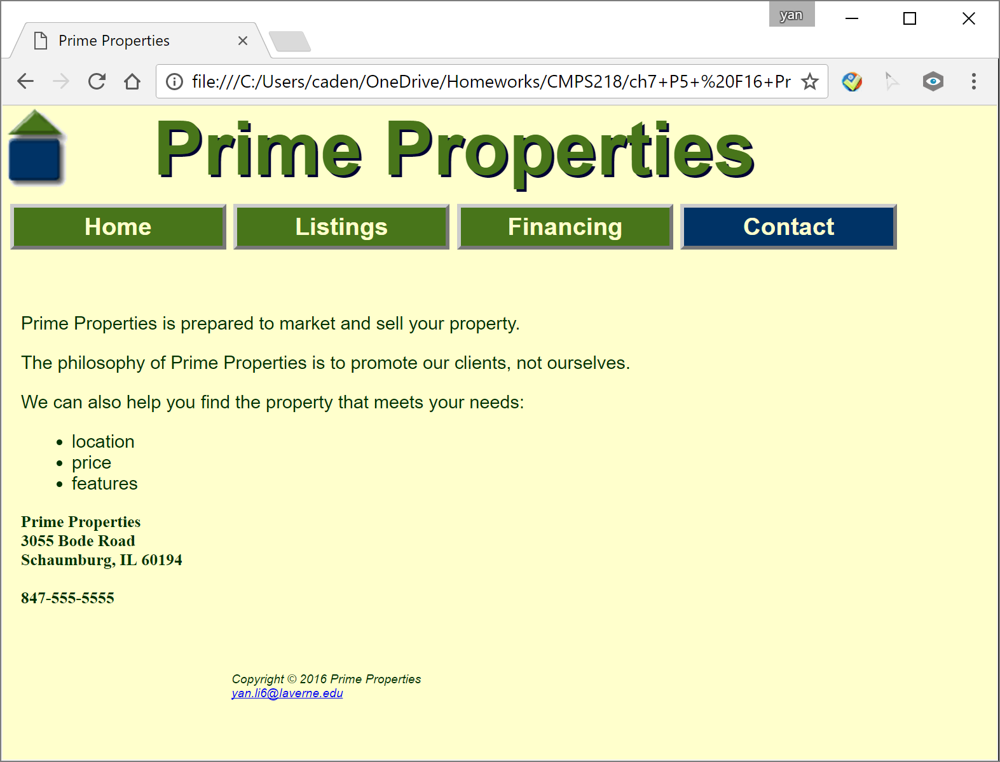 yan
Prime Properties
file:///C:/Users/caden/OneDrive/Homeworks/CMPS218/ch7+P5+%20F16+Pr
Prime Properties
Home
Listings
Financing
Contact
Prime Properties is prepared to market and sell your property.
The philosophy of Prime Properties is to promote our clients, not ourselves.
We can also help you find the property that meets your needs:
• location
• price
• features
Prime Properties
3055 Bode Road
Schaumburg, IL 60194
847-555-5555
Copyright © 2016 Prime Properties
yan.li6@laverne.edu